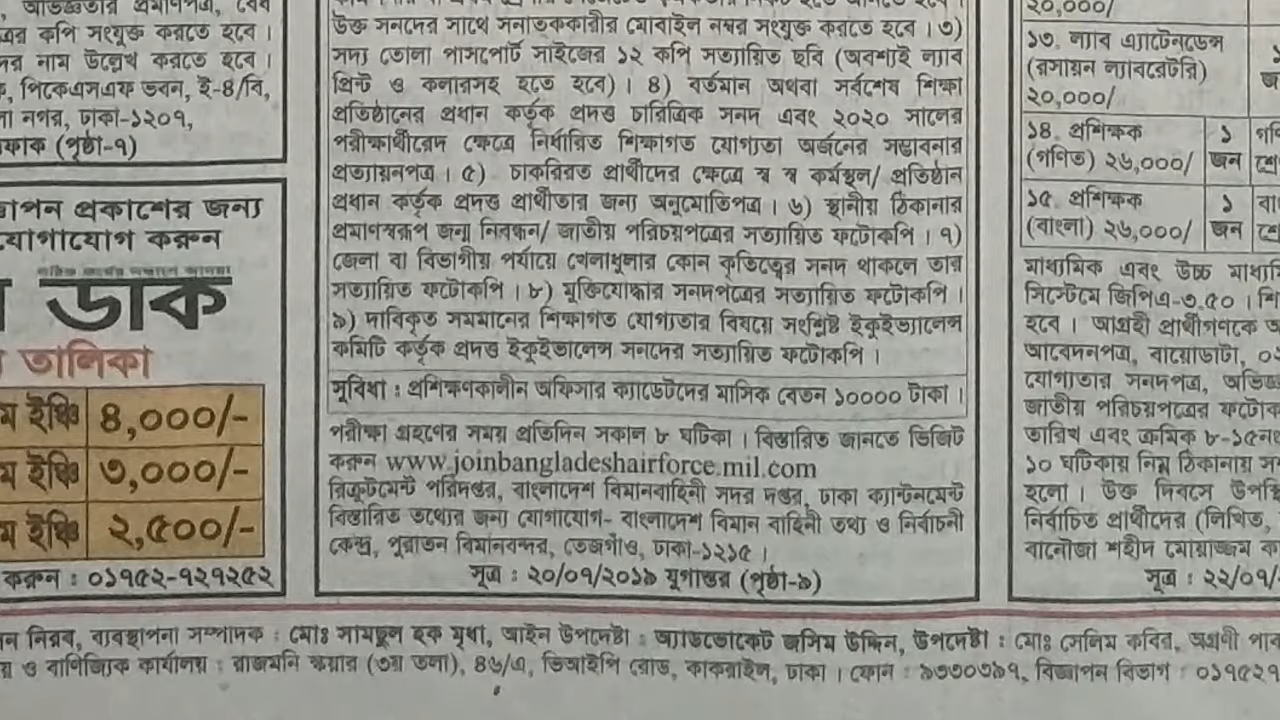 অভিজ্ঞতার প্রমাণপত্র,
কপি সংযুক্ত করতে হবে।
নাম উল্লেখ করতে হবে।
পিকেএসএফ ভবন, ই-৪/বি,
নগর, ঢাকা-১২০৭,
(পৃষ্ঠা-১)
প্রকাশের জন্য
যোগাযোগ করুন
ডাক
তালিকা
ইঞ্চি ৪,০০০/-
ইঞ্চি ৩,০০০/-
ইঞ্চি ২,৫০০/-
করুন : ০১৭৫২-৭২৭২৫২
উক্ত সনদের সাথে সনাক্তকারীর মোবাইল নম্বর সংযুক্ত করতে হবে। ৩)
সদ্য তোলা পাসপোর্ট সাইজের ১২ কপি সত্যায়িত ছবি (অবশ্যই ল্যাব
প্রিন্ট ও কলারসহ হতে হবে)। ৪) বর্তমান অথবা সর্বশেষ শিক্ষা
প্রতিষ্ঠানের প্রধান কর্তৃক প্রদত্ত চারিত্রিক সনদ এবং ২০২০ সালের
পরীক্ষার্থীরেদ ক্ষেত্রে নির্ধারিত শিক্ষাগত যোগ্যতা অর্জনের সম্ভাবনার
প্রত্যায়নপত্র। ৫) চাকরিরত প্রার্থীদের ক্ষেত্রে স্ব স্ব কর্মস্থল/ প্রতিষ্ঠান
প্রধান কর্তৃক প্রদত্ত প্রার্থীতার জন্য অনুমোতিপত্র। ৬) স্থানীয় ঠিকানার
প্রমাণস্বরূপ জন্ম নিবন্ধন/ জাতীয় পরিচয়পত্রের সত্যায়িত ফটোকপি। ৭)
জেলা বা বিভাগীয় পর্যায়ে খেলাধুলার কোন কৃতিত্বের সনদ থাকলে তার
সত্যায়িত ফটোকপি। ৮) মুক্তিযোদ্ধার সনদপত্রের সত্যায়িত ফটোকপি।
৯) দাবিকৃত সমমানের শিক্ষাগত যোগ্যতার বিষয়ে সংশ্লিষ্ট ইকুইভ্যালেন্স
কমিটি কর্তৃক প্রদত্ত ইকুইভালেন্স সনদের সত্যায়িত ফটোকপি।
সুবিধা : প্রশিক্ষণকালীন অফিসার ক্যাডেটদের মাসিক বেতন ১০০০০ টাকা।
পরীক্ষা গ্রহণের সময় প্রতিদিন সকাল ৮ ঘটিকা। বিস্তারিত জানতে ভিজিট
করুন www.joinbangladeshairforce.mil.com
রিক্রুটমেন্ট পরিদপ্তর, বাংলাদেশ বিমানবাহিনী সদর দপ্তর, ঢাকা ক্যান্টনমেন্ট
বিস্তারিত তথ্যের জন্য যোগাযোগ- বাংলাদেশ বিমান বাহিনী তথ্য ও নির্বাচনী
কেন্দ্র, পুরাতন বিমানবন্দর, তেজগাঁও, ঢাকা-১২১৫।
সূত্র : ২০/০৭/২০১৯ যুগান্তর (পৃষ্ঠা-৯)
২০,০০০/
১৩. ল্যাব এ্যাটেনডেন্স
(রসায়ন ল্যাবরেটরি)
২০,০০০/
১৪. প্রশিক্ষক ১
(গণিত) ২৬,০০০/ জন
১৫. প্রশিক্ষক ১
(বাংলা) ২৬,০০০/ জন
মাধ্যমিক এবং উচ্চ
সিস্টেমে জিপিএ-৩.৫০।
হবে। আগ্রহী প্রার্থীগণকে
আবেদনপত্র, বায়োডাটা,
যোগ্যতার সনদপত্র,
জাতীয় পরিচয়পত্রের
তারিখ এবং ক্রমিক
১০ ঘটিকায় নিম্ন ঠিকানায়
হলো। উক্ত দিবসে
নির্বাচিত প্রার্থীদের (লিখিত,
বানৌজা শহীদ মোয়াজ্জম
সূত্র : ২২/০৭/
ব্যবস্থাপনা সম্পাদক : মোঃ সামছুল হক মৃধা, আইন উপদেষ্টা : অ্যাডভোকেট জসিম উদ্দিন, উপদেষ্টা : মোঃ সেলিম কবির, অগ্রণী
ও বাণিজ্যিক কার্যালয় : রাজমনি স্কয়ার (৩য় তলা), ৪৬/এ, ভিআইপি রোড, কাকরাইল, ঢাকা। ফোন : ৯৩৩০৩৯৭, বিজ্ঞাপন বিভাগ :